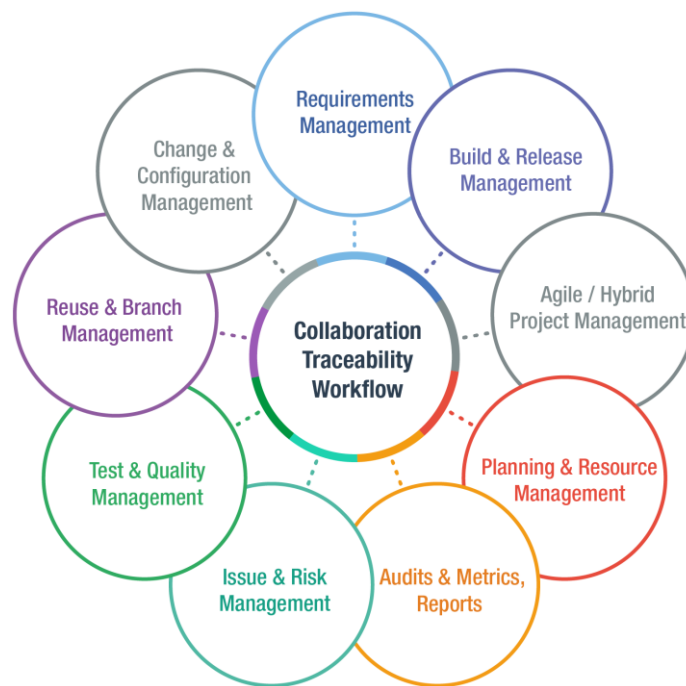 Requirements
Management
Build & Release
Management
Agile / Hybrid
Project Management
Planning & Resource
Management
Audits & Metrics,
Reports
Issue & Risk
Management
Test & Quality
Management
Reuse & Branch
Management
Change &
Configuration
Management
Collaboration
Traceability
Workflow